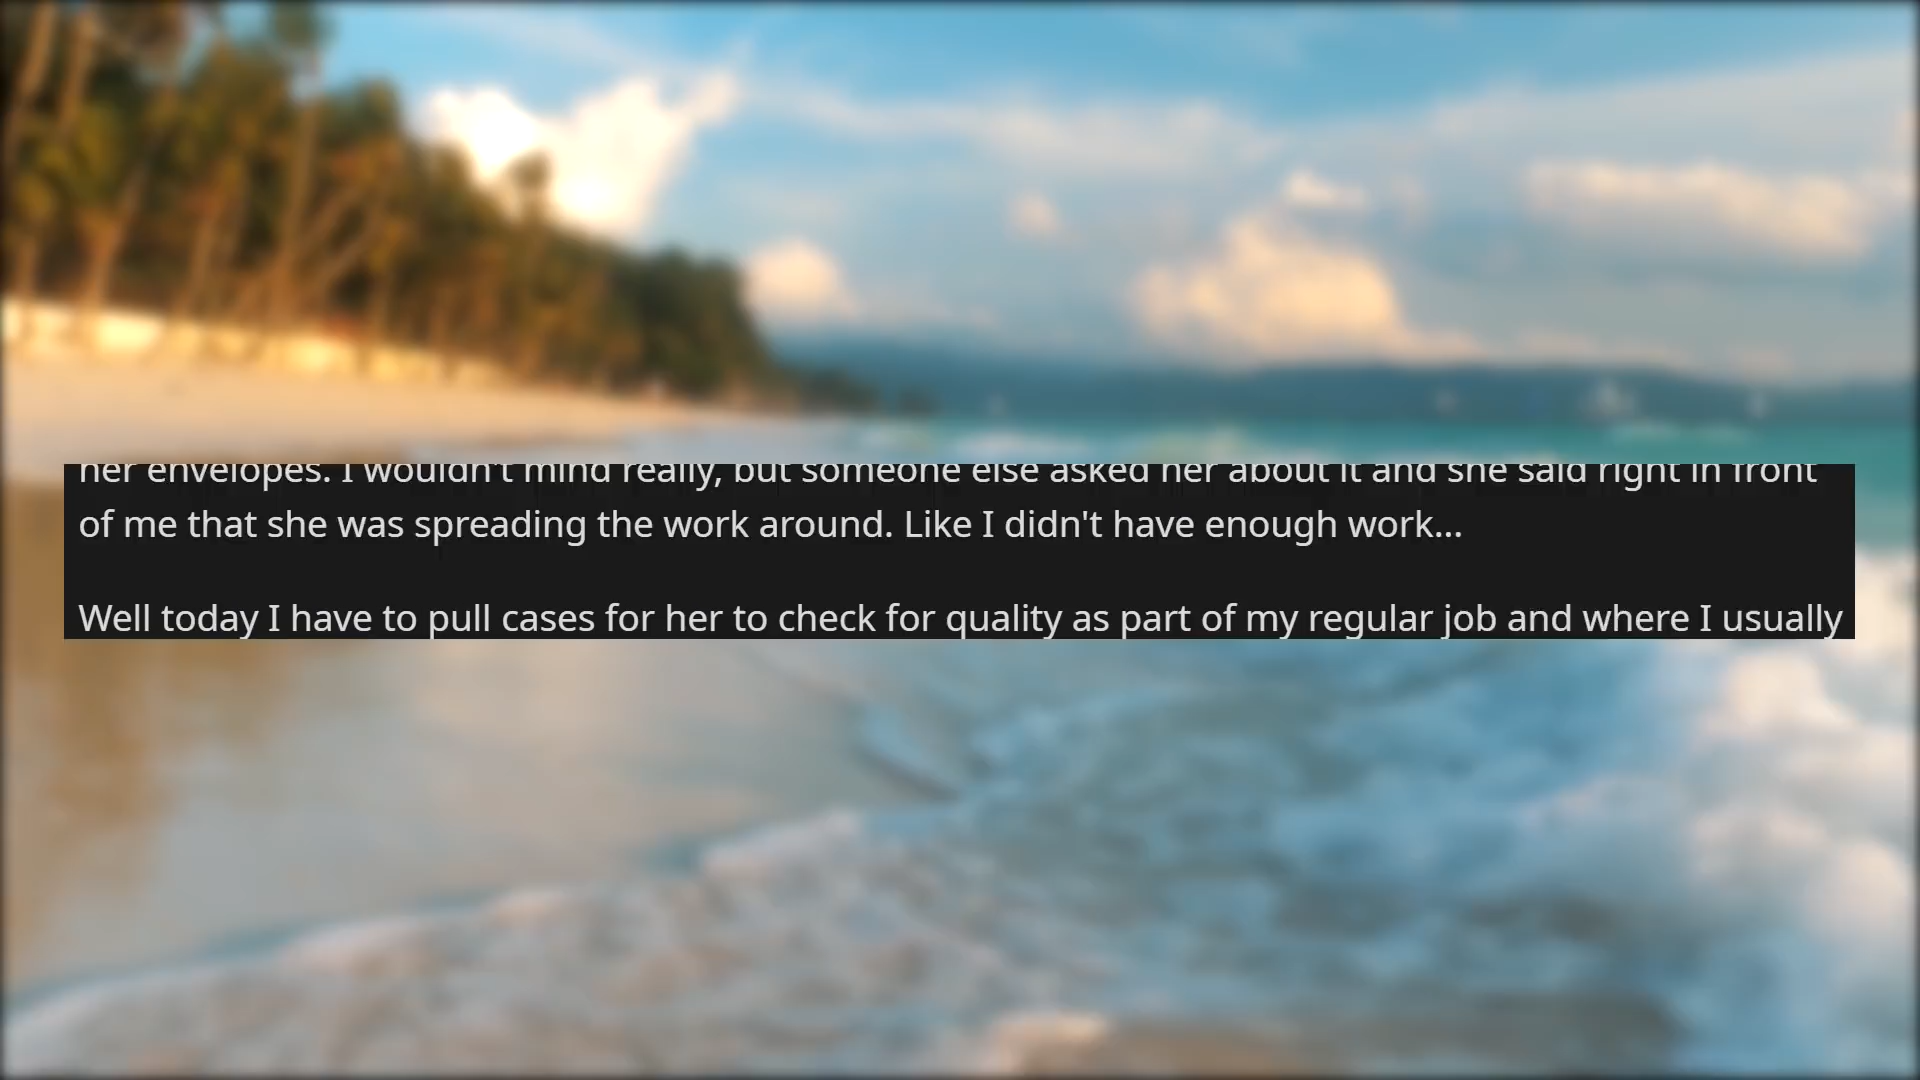 her envelopes. I wouldn't mind really, but someone else asked her about it and she said right in front
of me that she was spreading the work around. Like I didn't have enough work...
Well today I have to pull cases for her to check for quality as part of my regular job and where I usually